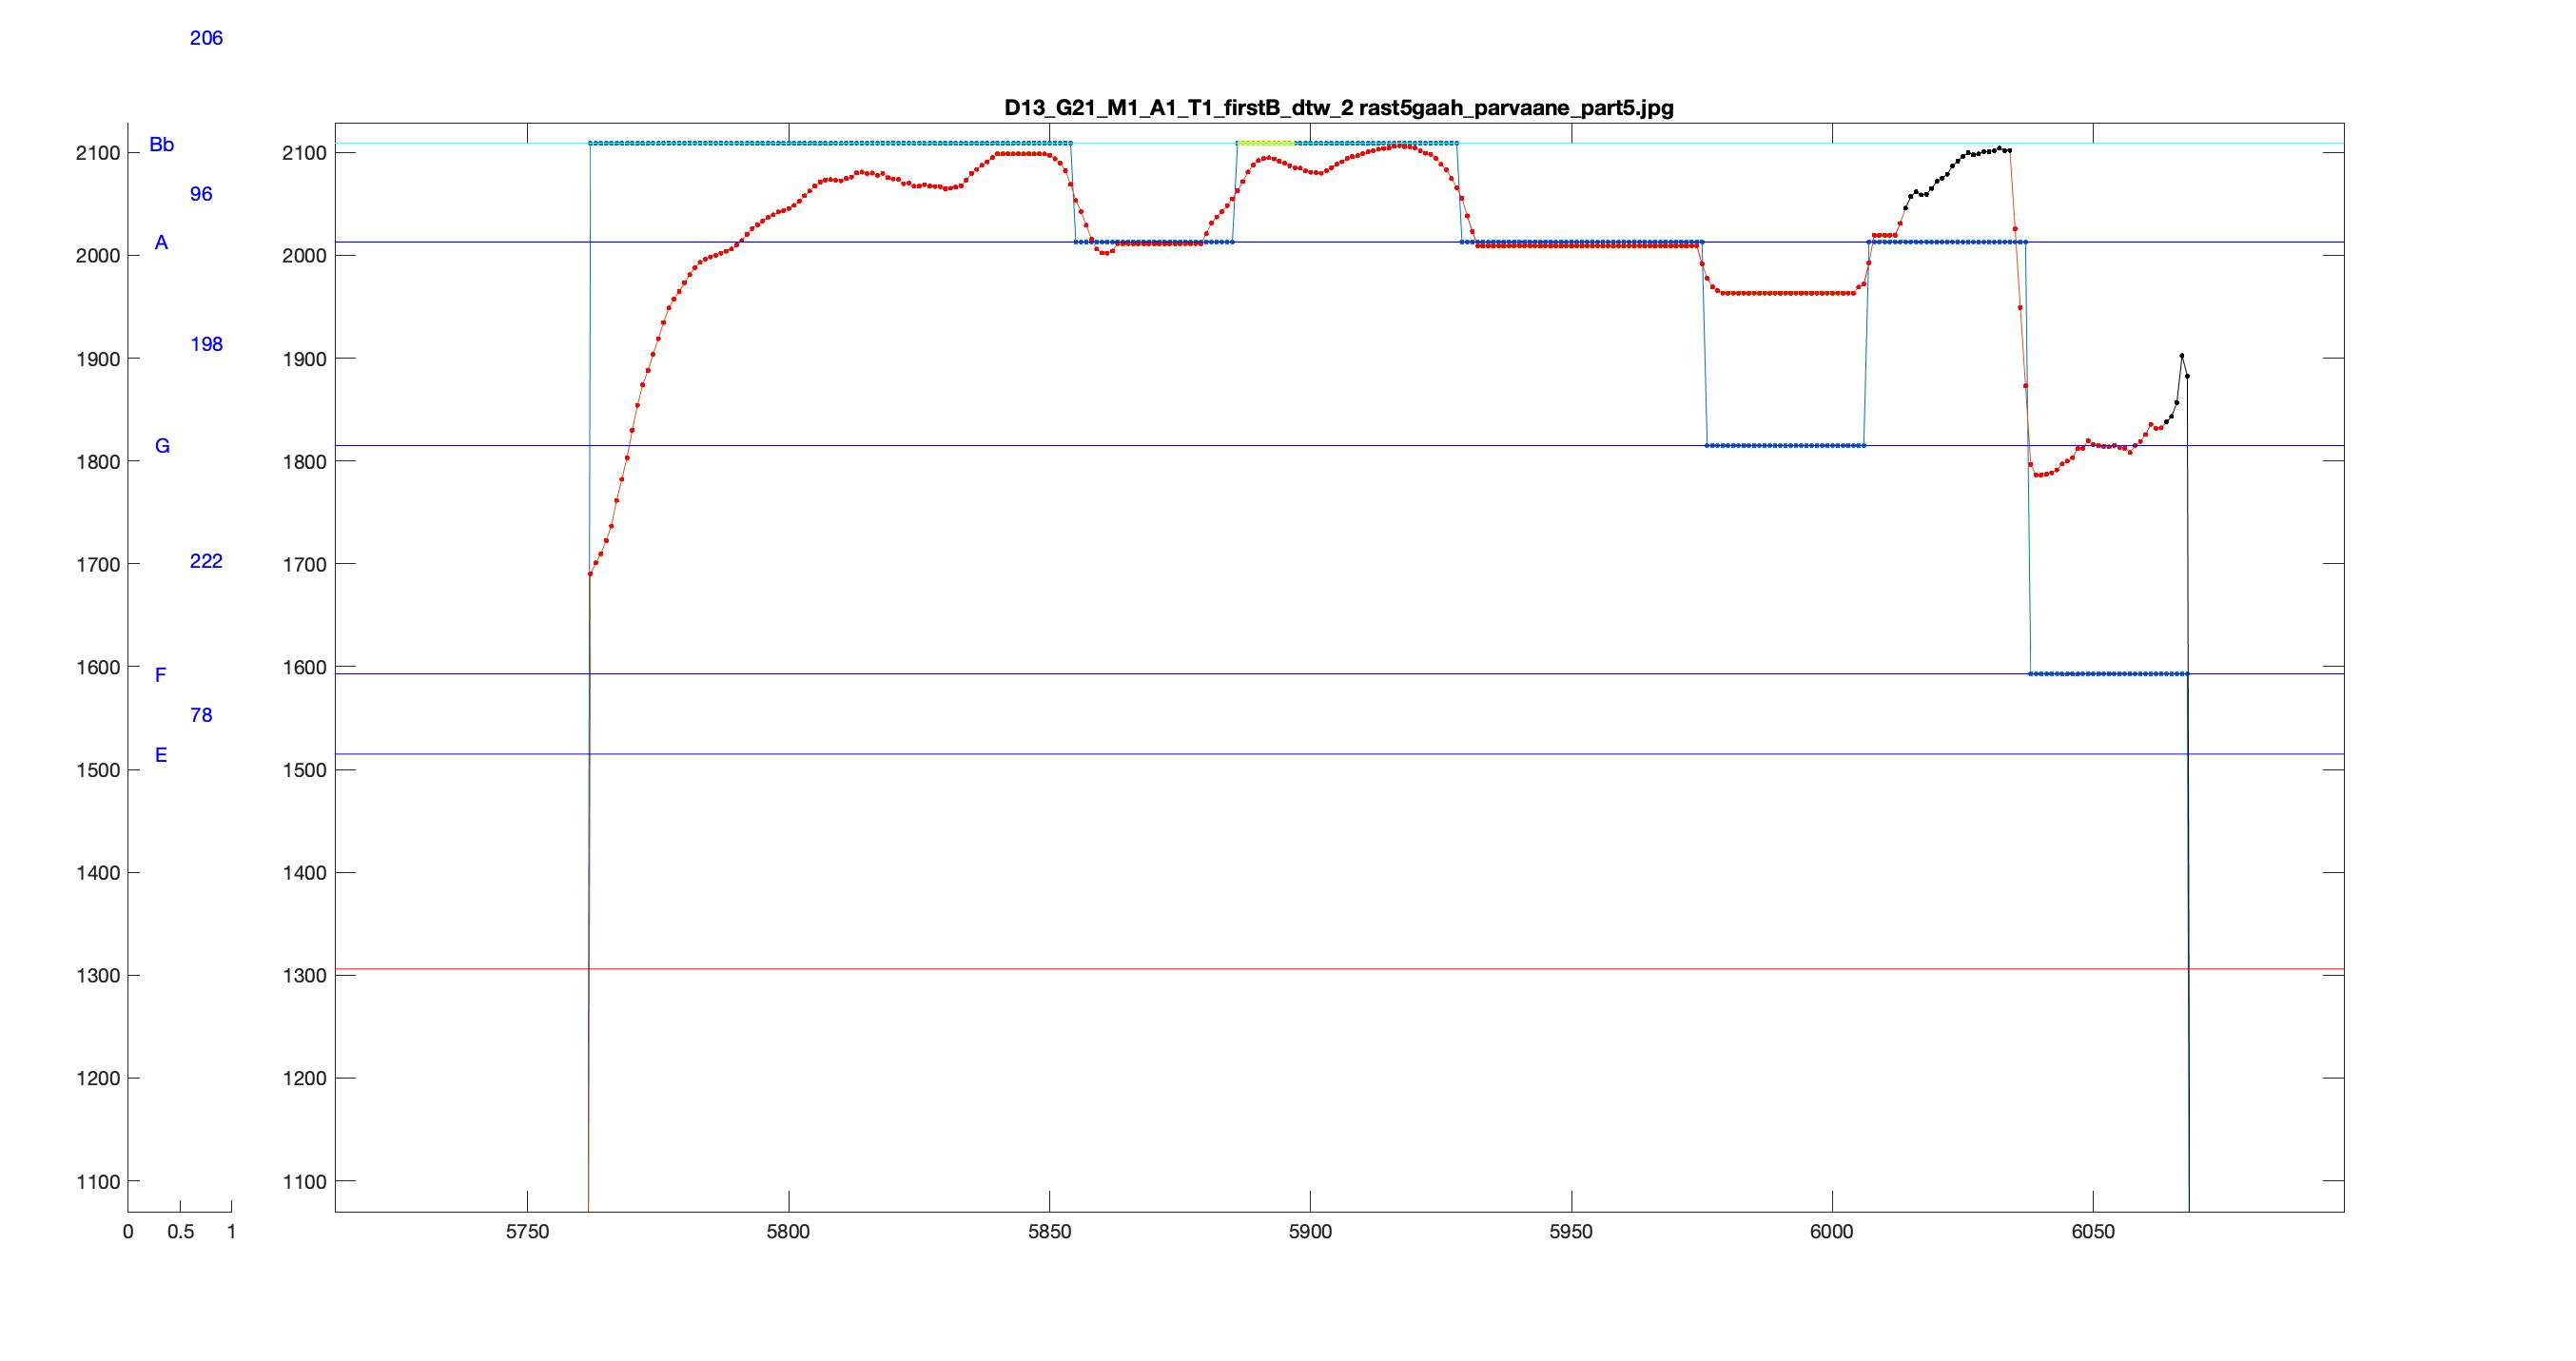 206
D13_G21_M1_A1_T1_firstB_dtw_2 rast5gaah_parvaane_part5.jpg
2100 Bb 2100
96
2000 A 2000
198
1900 1900
1800 G 1800
222
1700 1700
1600 F 1600
78
E
1500 1500
1400 1400
1300 1300
1200 1200
1100 1100
0 0.5 1 5750 5800 5850 5900 5950 6000 6050